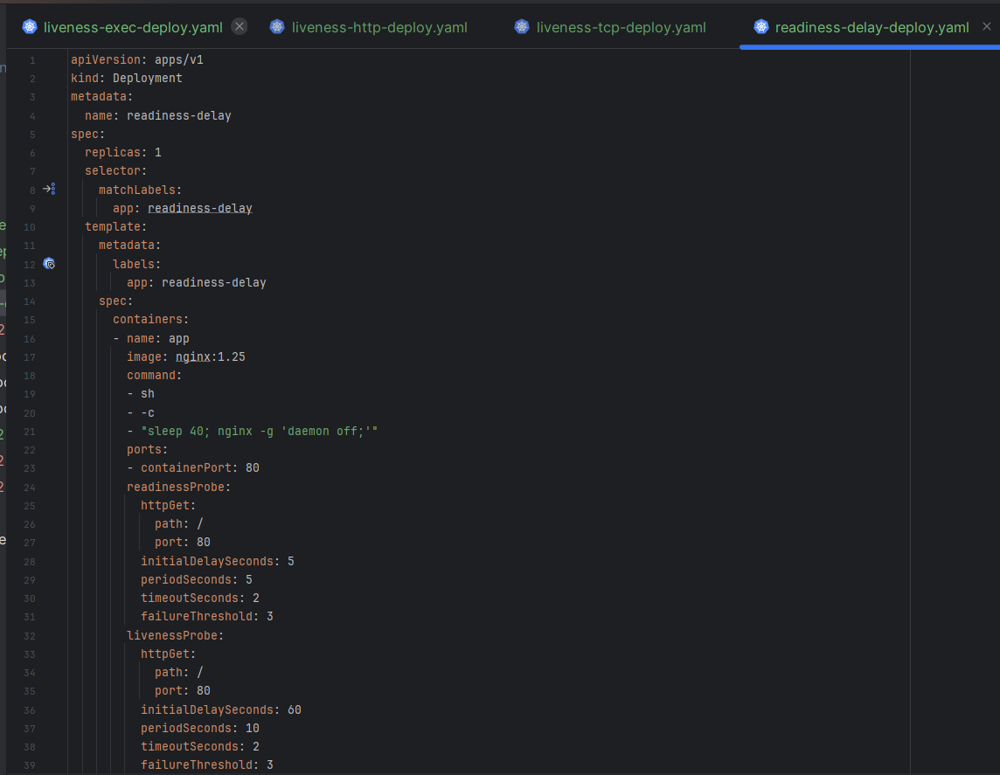 liveness-exec-deploy.yaml liveness-http-deploy.yaml liveness-tcp-deploy.yaml readiness-delay-deploy.yaml
1 apiVersion: apps/v1
2 kind: Deployment
3 metadata:
4   name: readiness-delay
5 spec:
6   replicas: 1
7   selector:
8     matchLabels:
9       app: readiness-delay
10   template:
11     metadata:
12       labels:
13         app: readiness-delay
14     spec:
15       containers:
16       - name: app
17         image: nginx:1.25
18         command:
19         - sh
20         - -c
21         - "sleep 40; nginx -g 'daemon off;'"
22         ports:
23         - containerPort: 80
24         readinessProbe:
25           httpGet:
26             path: /
27             port: 80
28           initialDelaySeconds: 5
29           periodSeconds: 5
30           timeoutSeconds: 2
31           failureThreshold: 3
32         livenessProbe:
33           httpGet:
34             path: /
35             port: 80
36           initialDelaySeconds: 60
37           periodSeconds: 10
38           timeoutSeconds: 2
39           failureThreshold: 3